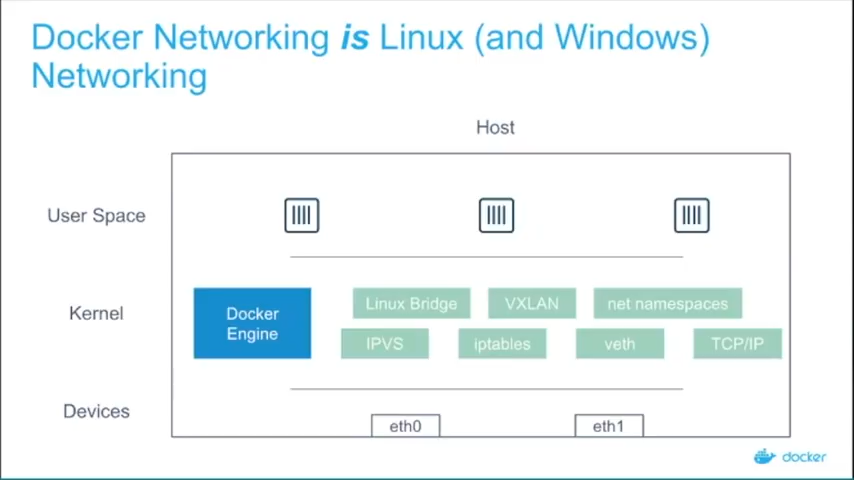 Docker Networking is Linux (and Windows)
Networking
Host
User Space
Kernel
Docker
Engine
Linux Bridge
VXLAN
net namespaces
IPVS
iptables
veth
TCP/IP
Devices
eth0
eth1
docker